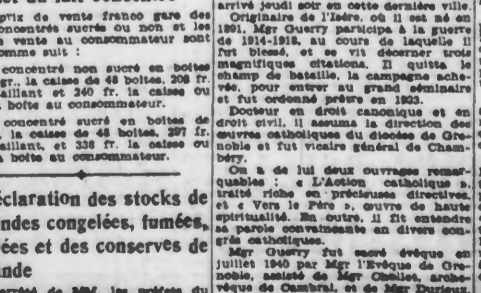 prix de vente franco gare des
concentrés sucrés ou non et les
vente au consommateur sont
comme suit :
concentré non sucré en boîtes
gr., la caisse de 48 boîtes, 208 fr.
aillant et 240 fr. la caisse ou
la boîte au consommateur.
concentré sucré en boîtes de
la caisse de 48 boîtes, 297 fr.
aillant, et 338 fr. la caisse ou
la boîte au consommateur.
éclaration des stocks de
andes congelées, fumées,
ées et des conserves de
ande
arrêté de MM. les préfets du
arrivé jeudi soir en cette dernière ville.
Originaire de l'Isère, où il est né en
1891, Mgr Guerry participa à la guerre
de 1914-1918, au cours de laquelle il
fut blessé, et se vit décerner trois
magnifiques citations. Il quitta le
champ de bataille, la campagne ache-
vée, pour entrer au grand séminaire
et fut ordonné prêtre en 1923.
Docteur en droit canonique et en
droit civil, il assuma la direction des
œuvres catholiques du diocèse de Gre-
noble et fut vicaire général de Cham-
béry.
On a de lui deux ouvrages remar-
quables : « L'Action catholique »,
traité riche en précieuses directives,
et « Vers le Père », œuvre de haute
spiritualité. En outre, il fit entendre
sa parole convaincante en divers con-
grès catholiques.
Mgr Guerry fut sacré évêque en
juillet 1940 par Mgr l'Evêque de Gre-
noble, assisté de Mgr Chollet, arche-
vêque de Cambrai, et de Mgr Durieux,